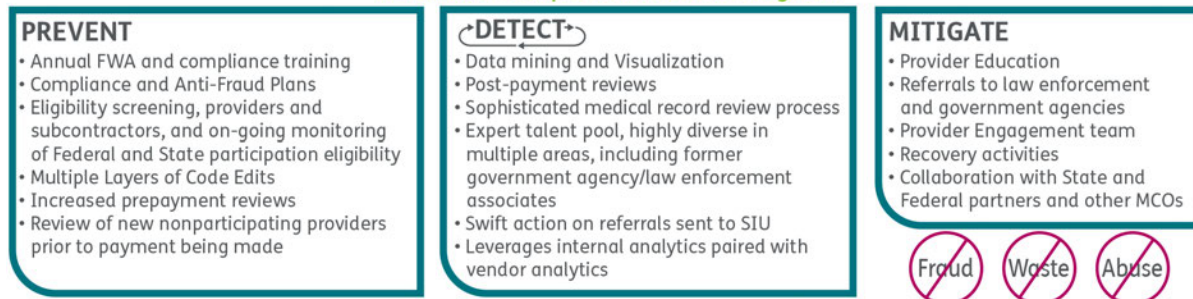 PREVENT
• Annual FWA and compliance training
• Compliance and Anti-Fraud Plans
• Eligibility screening, providers and
subcontractors, and on-going monitoring
of Federal and State participation eligibility
• Multiple Layers of Code Edits
• Increased prepayment reviews
• Review of new nonparticipating providers
prior to payment being made
DETECT
• Data mining and Visualization
• Post-payment reviews
• Sophisticated medical record review process
• Expert talent pool, highly diverse in
multiple areas, including former
government agency/law enforcement
associates
• Swift action on referrals sent to SIU
• Leverages internal analytics paired with
vendor analytics
MITIGATE
• Provider Education
• Referrals to law enforcement
and government agencies
• Provider Engagement team
• Recovery activities
• Collaboration with State and
Federal partners and other MCOs
Fraud
Waste
Abuse